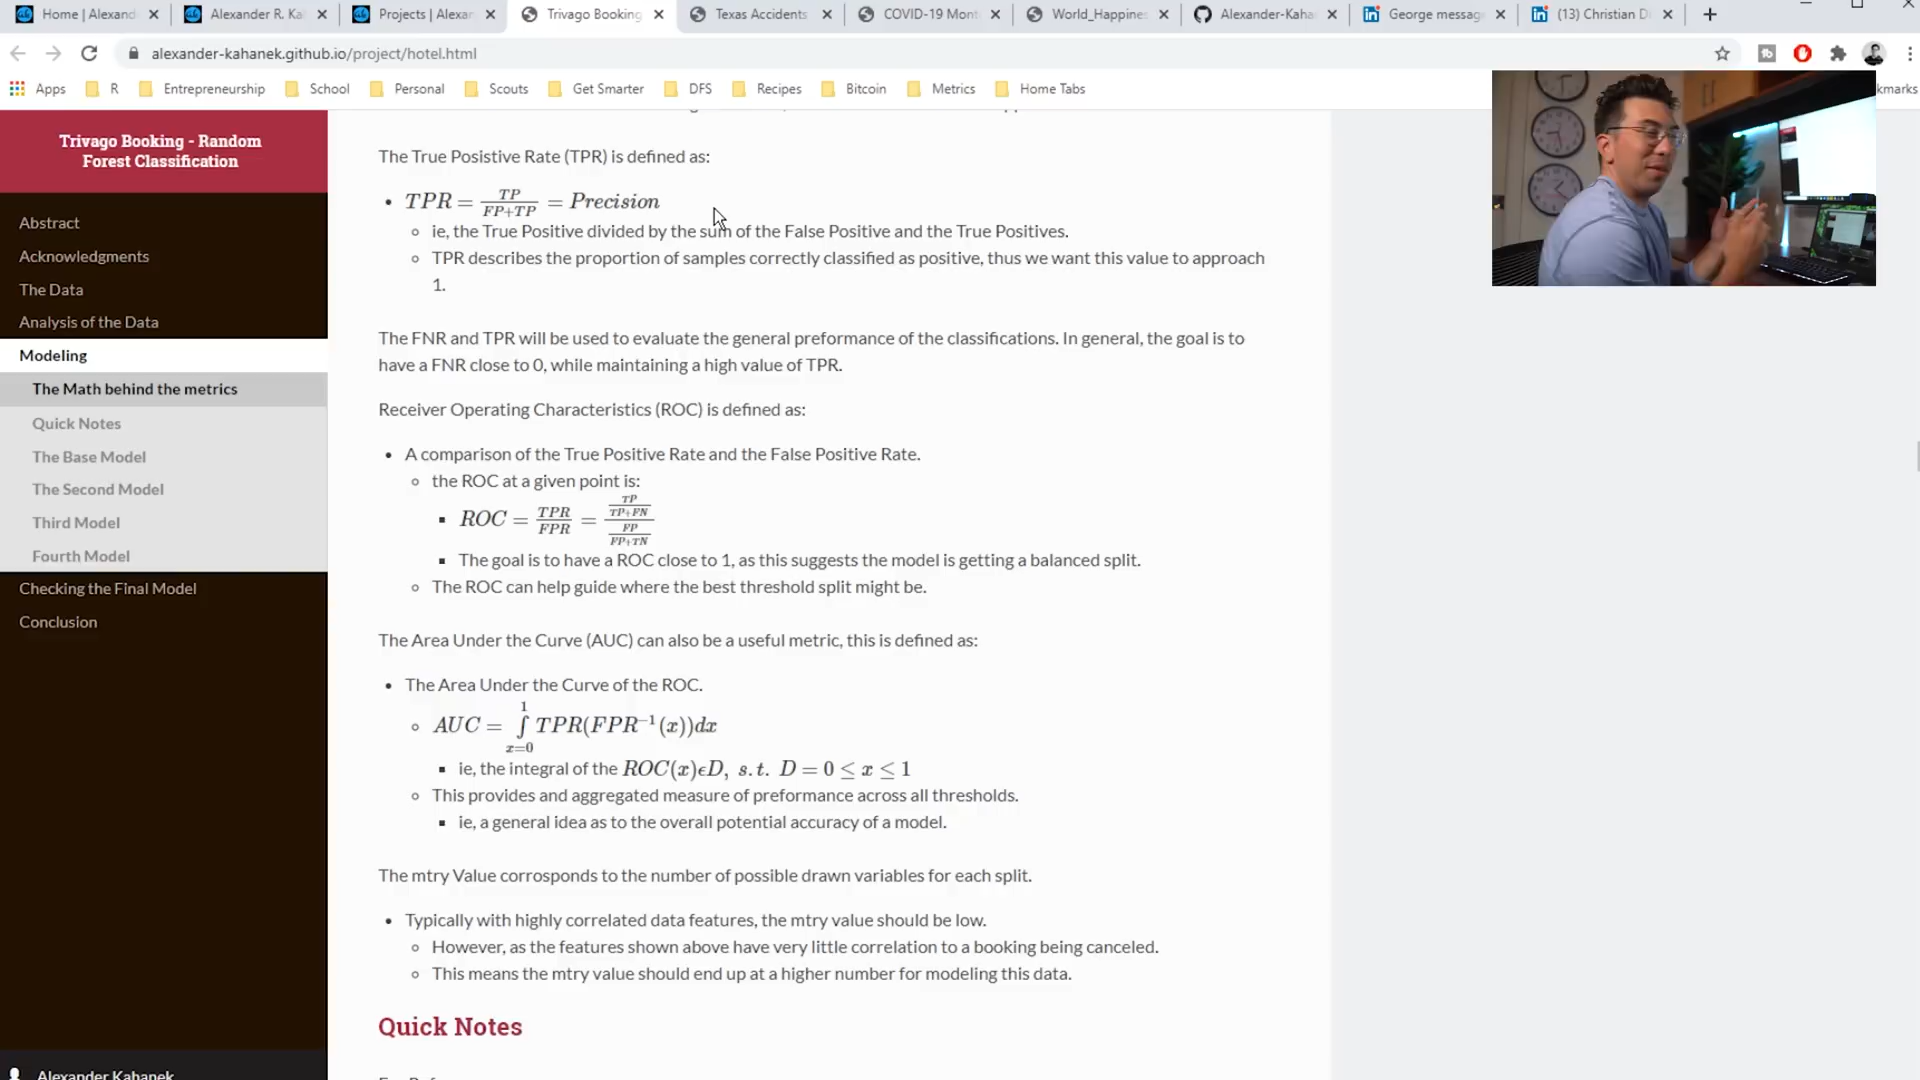 Home | Alexand
Alexander R. Ka
Projects | Alexar
Trivago Booking
Texas Accidents
COVID-19 Mont
World_Happine
Alexander-Kaha
George messag
(13) Christian D
alexander-kahanek.github.io/project/hotel.html
Apps
R
Entrepreneurship
School
Personal
Scouts
Get Smarter
DFS
Recipes
Bitcoin
Metrics
Home Tabs
marks
Trivago Booking - Random
Forest Classification
Abstract
Acknowledgments
The Data
Analysis of the Data
Modeling
The Math behind the metrics
Quick Notes
The Base Model
The Second Model
Third Model
Fourth Model
Checking the Final Model
Conclusion
Alexander Kahanek
The True Posistive Rate (TPR) is defined as:
TPR = TP / FP+TP = Precision
ie, the True Positive divided by the sum of the False Positive and the True Positives.
TPR describes the proportion of samples correctly classified as positive, thus we want this value to approach
1.
The FNR and TPR will be used to evaluate the general preformance of the classifications. In general, the goal is to
have a FNR close to 0, while maintaining a high value of TPR.
Receiver Operating Characteristics (ROC) is defined as:
A comparison of the True Positive Rate and the False Positive Rate.
the ROC at a given point is:
ROC = TPR / FPR = TP / TP+FN / FP / FP+TN
The goal is to have a ROC close to 1, as this suggests the model is getting a balanced split.
The ROC can help guide where the best threshold split might be.
The Area Under the Curve (AUC) can also be a useful metric, this is defined as:
The Area Under the Curve of the ROC.
AUC = ∫ x=0 1 TPR(FPR⁻¹(x))dx
ie, the integral of the ROC(x)ϵD, s.t. D = 0 ≤ x ≤ 1
This provides and aggregated measure of preformance across all thresholds.
ie, a general idea as to the overall potential accuracy of a model.
The mtry Value corrosponds to the number of possible drawn variables for each split.
Typically with highly correlated data features, the mtry value should be low.
However, as the features shown above have very little correlation to a booking being canceled.
This means the mtry value should end up at a higher number for modeling this data.
Quick Notes